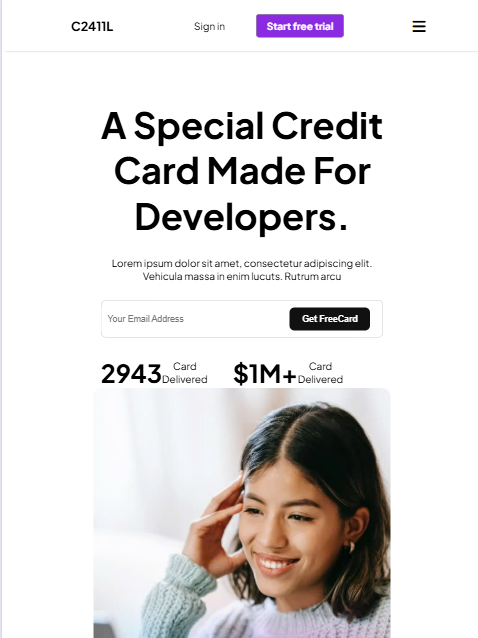 C2411L
Sign in
Start free trial
A Special Credit
Card Made For
Developers.
Lorem ipsum dolor sit amet, consectetur adipiscing elit.
Vehicula massa in enim lucuts. Rutrum arcu
Your Email Address
Get FreeCard
2943 Card
Delivered
$1M+ Card
Delivered